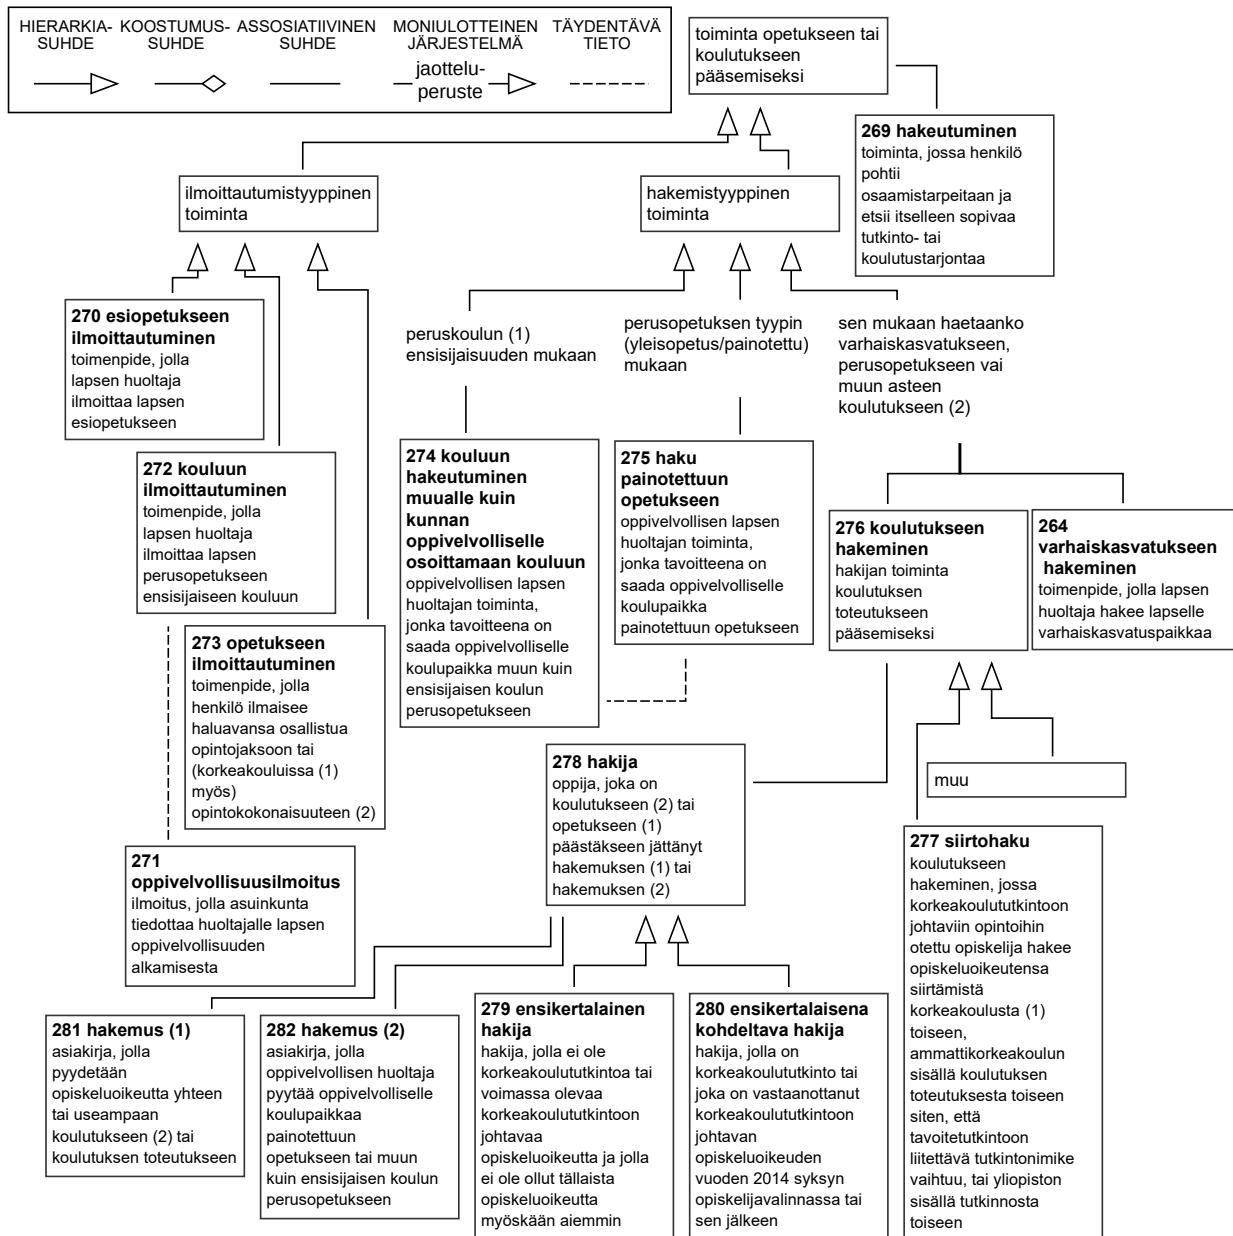 HIERARKIA-
SUHDE
KOOSTUMUS-
SUHDE
ASSOSIATIIVINEN
SUHDE
MONIULOTTEINEN
JÄRJESTELMÄ
TÄYDENTÄVÄ
TIETO
jaottelu-
peruste
toiminta opetukseen tai
koulutukseen
pääsemiseksi
269 hakeutuminen
toiminta, jossa henkilö
pohtii
osaamistarpeitaan ja
etsii itselleen sopivaa
tutkinto- tai
koulutustarjontaa
ilmoittautumistyyppinen
toiminta
hakemistyyppinen
toiminta
270 esiopetukseen
ilmoittautuminen
toimenpide, jolla
lapsen huoltaja
ilmoittaa lapsen
esiopetukseen
peruskoulun (1)
ensisijaisuuden mukaan
perusopetuksen tyypin
(yleisopetus/painotettu)
mukaan
sen mukaan haetaanko
varhaiskasvatukseen,
perusopetukseen vai
muun asteen
koulutukseen (2)
272 kouluun
ilmoittautuminen
toimenpide, jolla
lapsen huoltaja
ilmoittaa lapsen
perusopetukseen
ensisijaiseen kouluun
274 kouluun
hakeutuminen
muualle kuin
kunnan
oppivelvolliselle
osoittamaan kouluun
oppivelvollisen lapsen
huoltajan toiminta,
jonka tavoitteena on
saada oppivelvolliselle
koulupaikka muun kuin
ensisijaisen koulun
perusopetukseen
275 haku
painotettuun
opetukseen
oppivelvollisen lapsen
huoltajan toiminta,
jonka tavoitteena on
saada oppivelvolliselle
koulupaikka
painotettuun opetukseen
276 koulutukseen
hakeminen
hakijan toiminta
koulutuksen
toteutukseen
pääsemiseksi
264
varhaiskasvatukseen
hakeminen
toimenpide, jolla lapsen
huoltaja hakee lapselle
varhaiskasvatuspaikkaa
273 opetukseen
ilmoittautuminen
toimenpide, jolla
henkilö ilmaisee
haluavansa osallistua
opintojaksoon tai
(korkeakouluissa (1)
myös)
opintokokonaisuuteen (2)
278 hakija
oppija, joka on
koulutukseen (2) tai
opetukseen (1)
päästäkseen jättänyt
hakemuksen (1) tai
hakemuksen (2)
muu
277 siirtohaku
koulutukseen
hakeminen, jossa
korkeakoulututkintoon
johtaviin opintoihin
otettu opiskelija hakee
opiskeluoikeutensa
siirtämistä
korkeakoulusta (1)
toiseen,
ammattikorkeakoulun
sisällä koulutuksen
toteutuksesta toiseen
siten, että
tavoitetutkintoon
liitettävä tutkintonimike
vaihtuu, tai yliopiston
sisällä tutkinnosta
toiseen
271
oppivelvollisuusilmoitus
ilmoitus, jolla asuinkunta
tiedottaa huoltajalle lapsen
oppivelvollisuuden
alkamisesta
281 hakemus (1)
asiakirja, jolla
pyydetään
opiskeluoikeutta yhteen
tai useampaan
koulutukseen (2) tai
koulutuksen toteutukseen
282 hakemus (2)
asiakirja, jolla
oppivelvollisen huoltaja
pyytää oppivelvolliselle
koulupaikkaa
painotettuun
opetukseen tai muun
kuin ensisijaisen koulun
perusopetukseen
279 ensikertalainen
hakija
hakija, jolla ei ole
korkeakoulututkintoa tai
voimassa olevaa
korkeakoulututkintoon
johtavaa
opiskeluoikeutta ja jolla
ei ole ollut tällaista
opiskeluoikeutta
myöskään aiemmin
280 ensikertalaisena
kohdeltava hakija
hakija, jolla on
korkeakoulututkinto tai
joka on vastaanottanut
korkeakoulututkintoon
johtavan
opiskeluoikeuden
vuoden 2014 syksyn
opiskelijavalinnassa tai
sen jälkeen